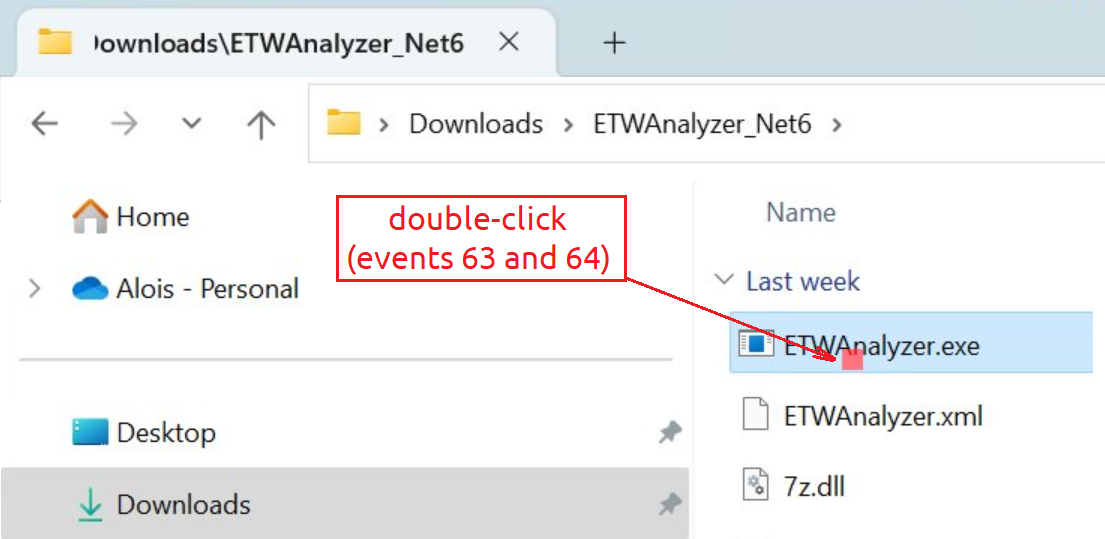 ownloads\ETWAnalyzer_Net6
Downloads
ETWAnalyzer_Net6
Home
Alois - Personal
Desktop
Downloads
double-click
(events 63 and 64)
Name
Last week
ETWAnalyzer.exe
ETWAnalyzer.xml
7z.dll